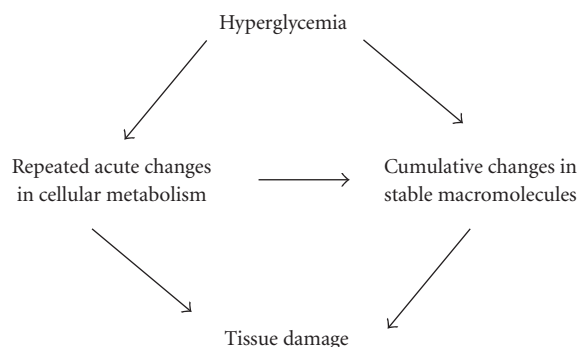 Hyperglycemia
Repeated acute changes
in cellular metabolism
Cumulative changes in
stable macromolecules
Tissue damage